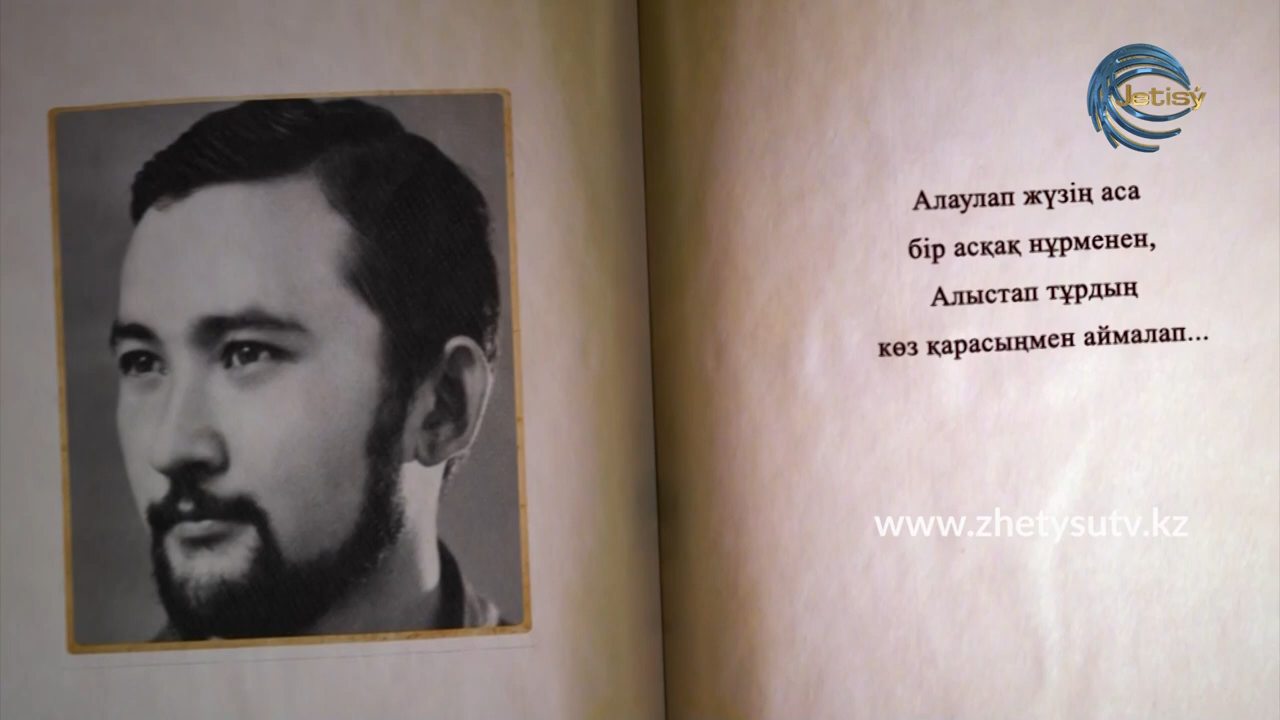 Jetisý
Алаулап жүзің аса
бір асқақ нұрменен,
Алыстап тұрдың
көз қарасыңмен аймалап...
www.zhetysutv.kz